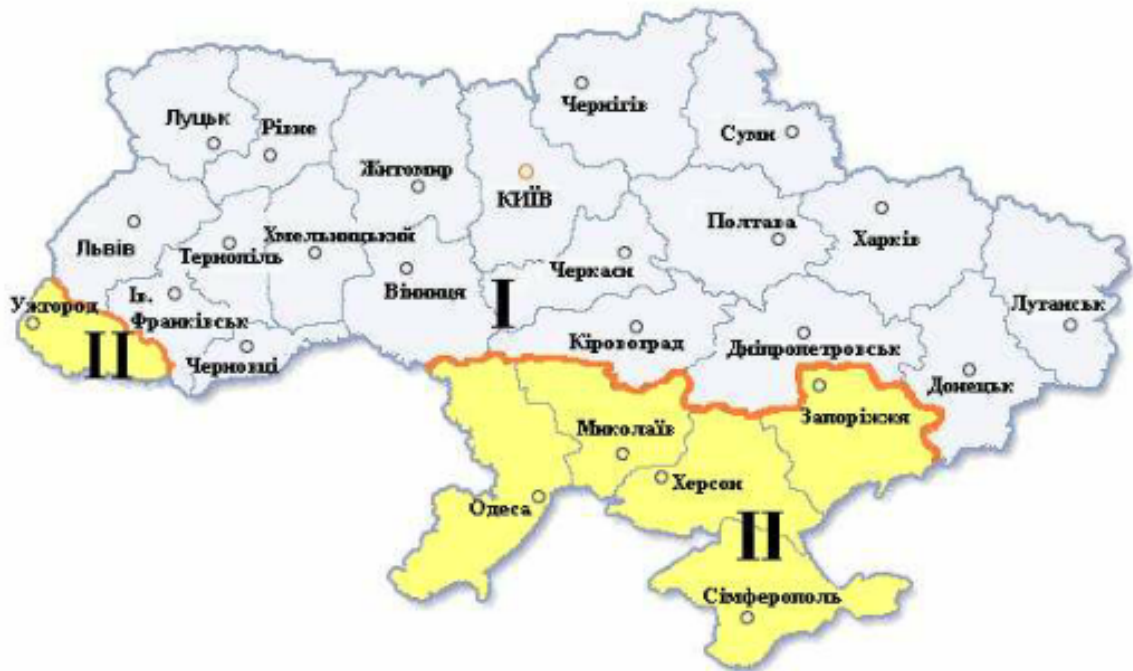 Чернігів
Луцьк
Рівне
Суми
Житомир
КИЇВ
Полтава
Харків
Львів
Тернопіль
Хмельницький
Вінниця
Черкаси
I
Ужгород
Ів.
Франківськ
II
Черновці
Кіровоград
Дніпропетровськ
Луганськ
Донецьк
Запоріжжя
Миколаїв
Херсон
Одеса
II
Сімферополь